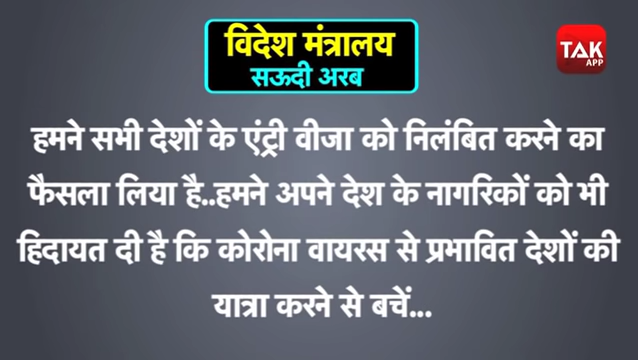 विदेश मंत्रालय
सऊदी अरब
TAK
APP
हमने सभी देशों के एंट्री वीजा को निलंबित करने का
फैसला लिया है..हमने अपने देश के नागरिकों को भी
हिदायत दी है कि कोरोना वायरस से प्रभावित देशों की
यात्रा करने से बचें...